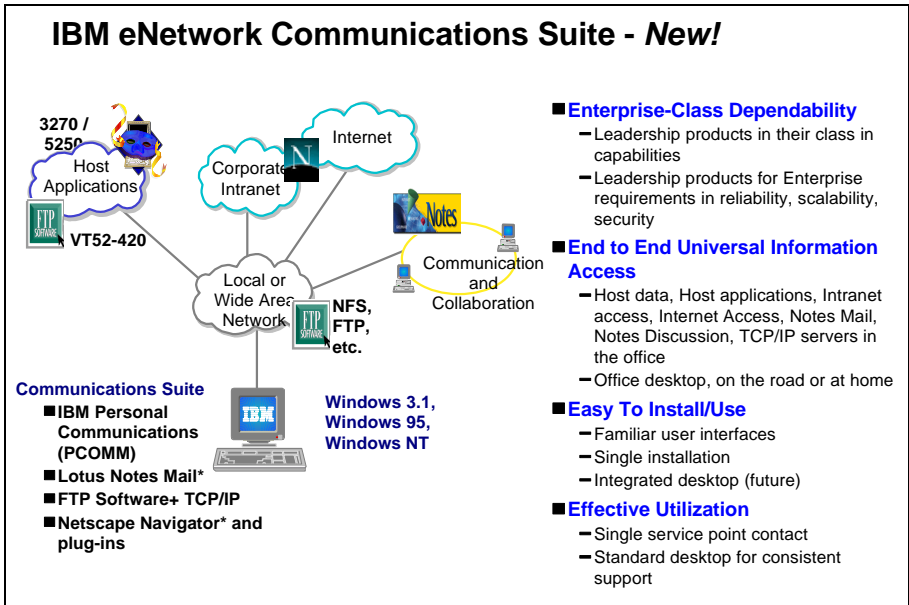 IBM eNetwork Communications Suite - New!
3270 /
5250
Host
Applications
FTP
SOFTWARE
VT52-420
Corporate
Intranet
N
Internet
Notes
Communication
and
Collaboration
Local or
Wide Area
Network
FTP
SOFTWARE
NFS,
FTP,
etc.
IBM
Windows 3.1,
Windows 95,
Windows NT
Communications Suite
■IBM Personal
Communications
(PCOMM)
■Lotus Notes Mail*
■FTP Software+ TCP/IP
■Netscape Navigator* and
plug-ins
■Enterprise-Class Dependability
–Leadership products in their class in
capabilities
–Leadership products for Enterprise
requirements in reliability, scalability,
security
■End to End Universal Information
Access
–Host data, Host applications, Intranet
access, Internet Access, Notes Mail,
Notes Discussion, TCP/IP servers in
the office
–Office desktop, on the road or at home
■Easy To Install/Use
–Familiar user interfaces
–Single installation
–Integrated desktop (future)
■Effective Utilization
–Single service point contact
–Standard desktop for consistent
support